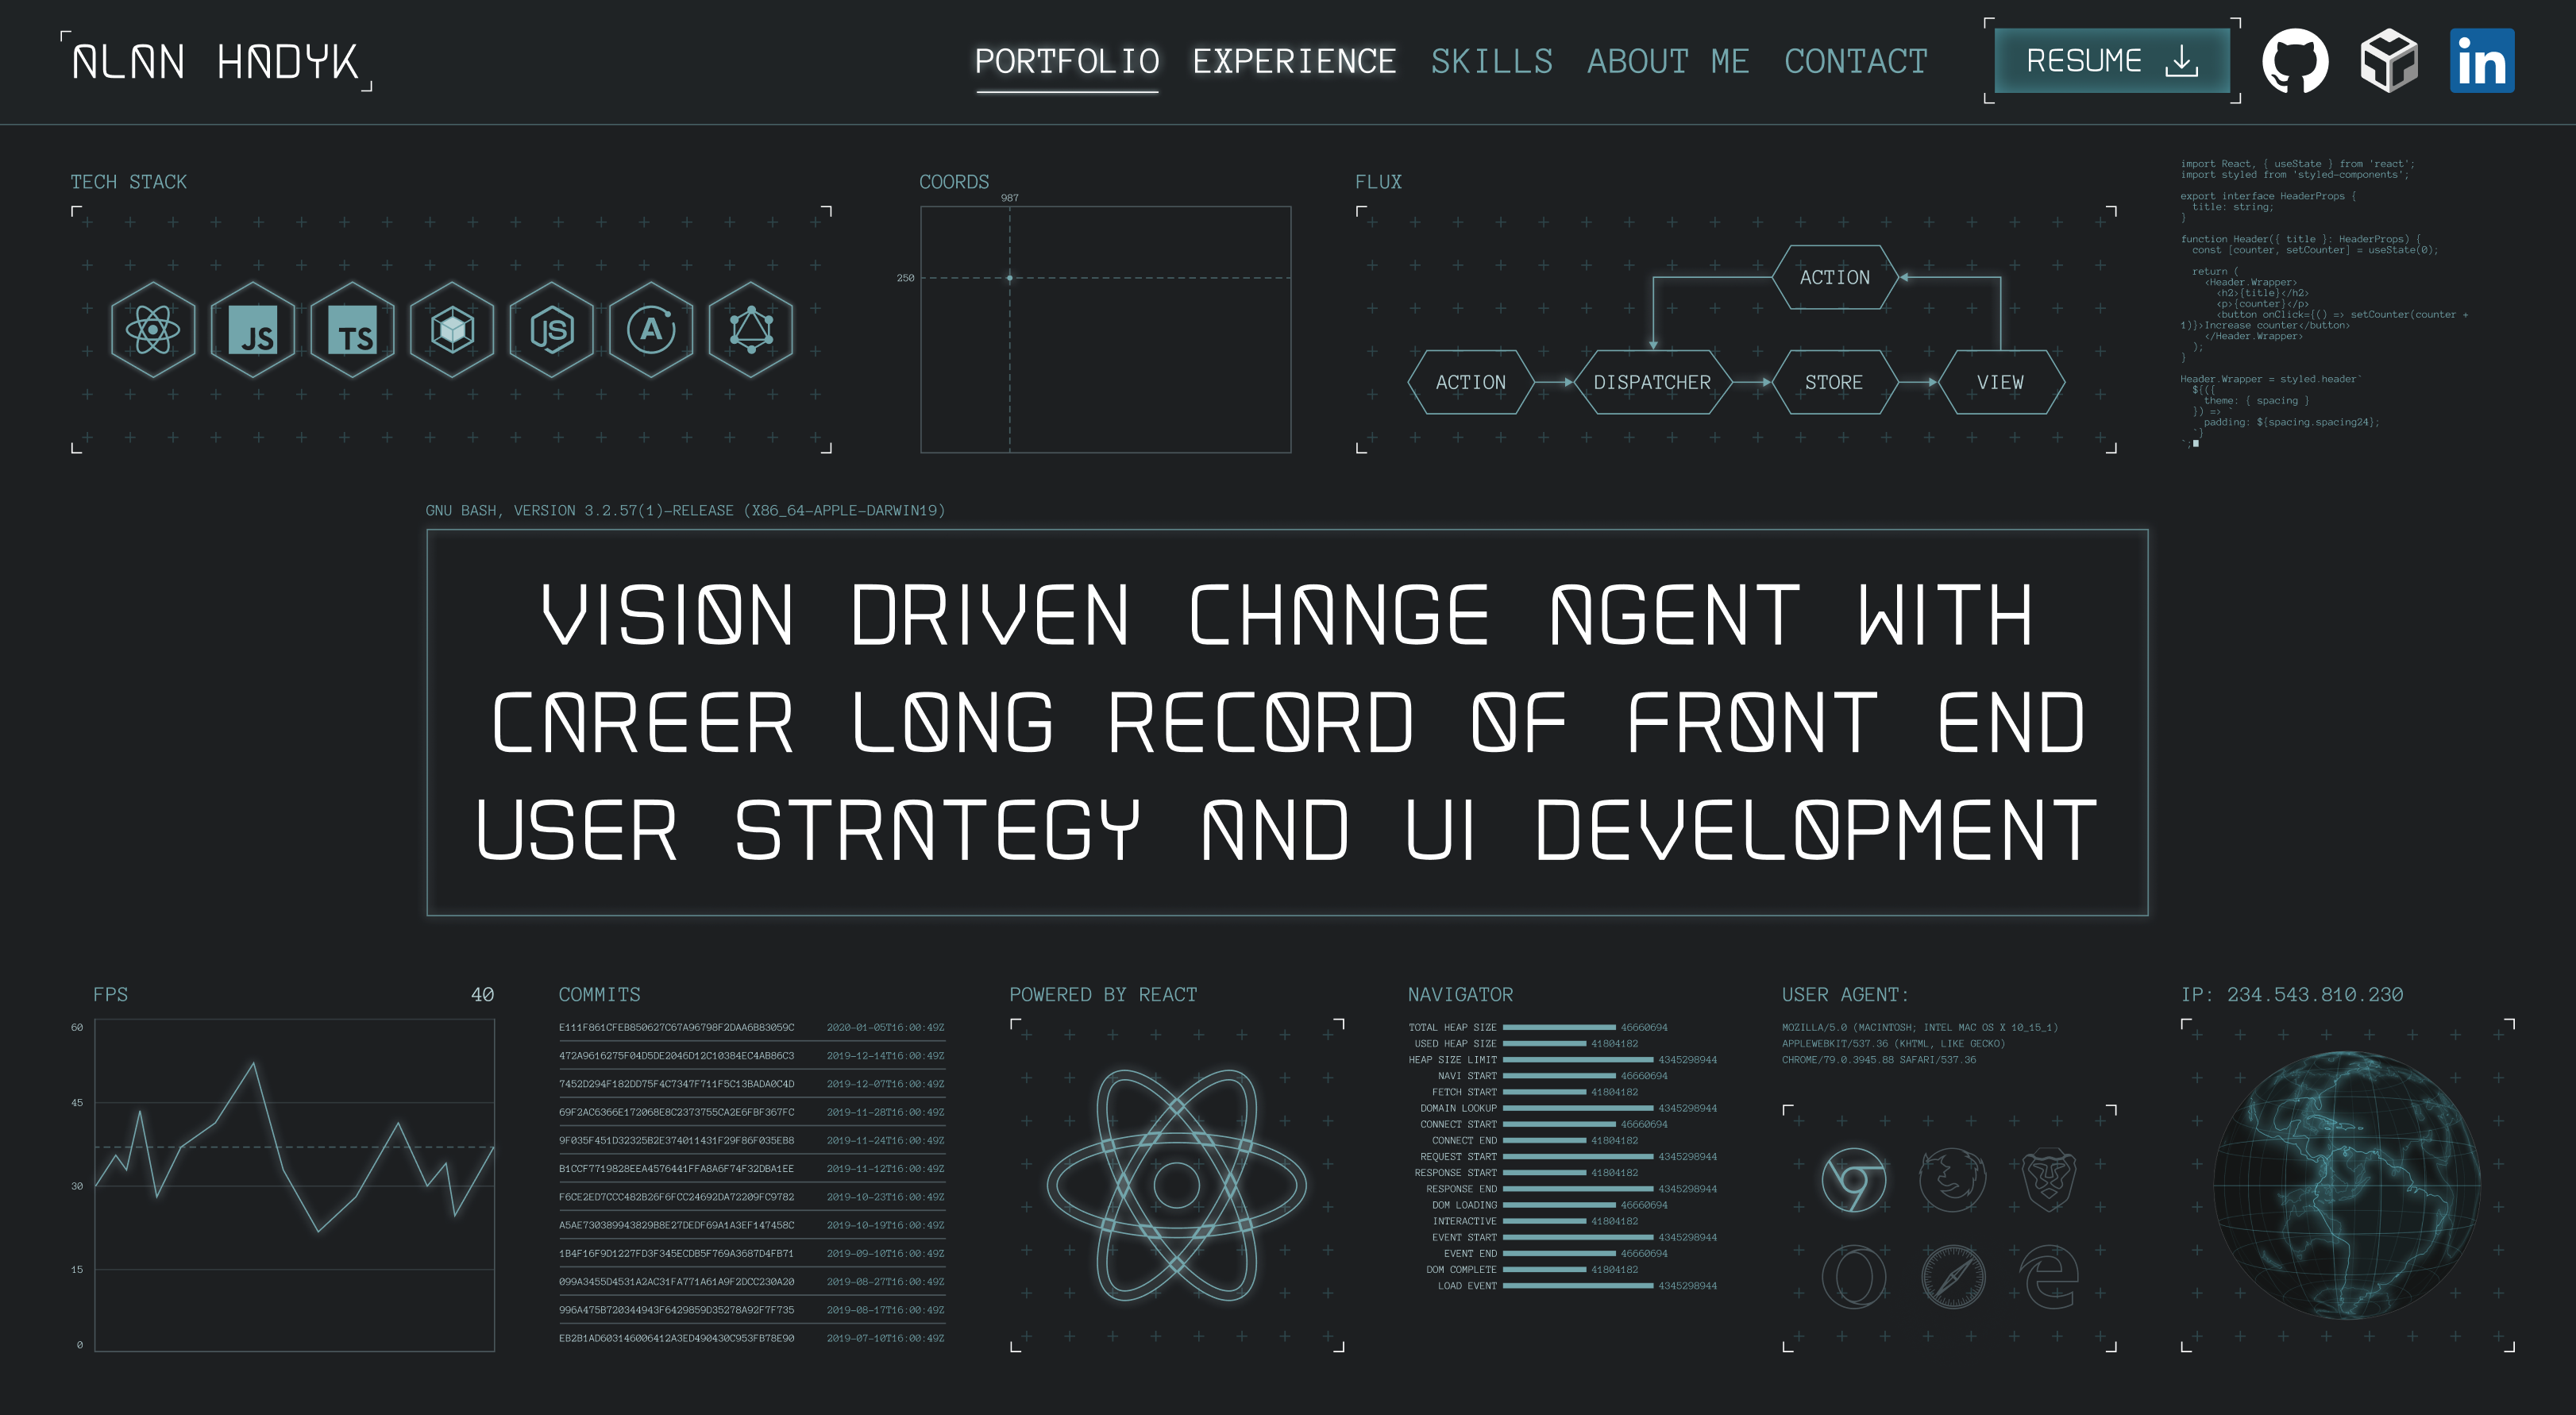 ALAN HADYK
PORTFOLIO EXPERIENCE SKILLS ABOUT ME CONTACT
RESUME
in
TECH STACK
JS
TS
JS
A
COORDS
987
250
FLUX
ACTION
ACTION DISPATCHER STORE VIEW
import React, { useState } from 'react';
import styled from 'styled-components';
export interface HeaderProps {
title: string;
}
function Header({ title }: HeaderProps) {
const [counter, setCounter] = useState(0);
return (
<Header.Wrapper>
<h2>{title}</h2>
<p>{counter}</p>
<button onClick={() => setCounter(counter +
1)}>Increase counter</button>
</Header.Wrapper>
);
}
Header.Wrapper = styled.header`
${({
theme: { spacing }
}) => `
padding: ${spacing.spacing24};
`}
`;
GNU BASH, VERSION 3.2.57(1)-RELEASE (X86_64-APPLE-DARWIN19)
VISION DRIVEN CHANGE AGENT WITH
CAREER LONG RECORD OF FRONT END
USER STRATEGY AND UI DEVELOPMENT
FPS 40
60
45
30
15
0
COMMITS
E111F861CFEB850627C67A96798F2DAA6B83059C 2020-01-05T16:00:49Z
472A9616275F04D5DE2046D12C10384EC4AB86C3 2019-12-14T16:00:49Z
7452D294F182DD75F4C7347F711F5C13BADA0C4D 2019-12-07T16:00:49Z
69F2AC6366E172068E8C2373755CA2E6FBF367FC 2019-11-28T16:00:49Z
9F035F451D32325B2E374011431F29F86F035EB8 2019-11-24T16:00:49Z
B1CCF7719828EEA4576441FFA8A6F74F32DBA1EE 2019-11-12T16:00:49Z
F6CE2ED7CCC482B26F6FCC24692DA72209FC9782 2019-10-23T16:00:49Z
A5AE730389943829B8E27DEDF69A1A3EF147458C 2019-10-19T16:00:49Z
1B4F16F9D1227FD3F345ECDB5F769A3687D4FB71 2019-09-10T16:00:49Z
099A3455D4531A2AC31FA771A61A9F2DCC230A20 2019-08-27T16:00:49Z
996A475B720344943F6429859D35278A92F7F735 2019-08-17T16:00:49Z
EB2B1AD603146006412A3ED490430C953FB78E90 2019-07-10T16:00:49Z
POWERED BY REACT
NAVIGATOR
TOTAL HEAP SIZE 46660694
USED HEAP SIZE 41804182
HEAP SIZE LIMIT 4345298944
NAVI START 46660694
FETCH START 41804182
DOMAIN LOOKUP 4345298944
CONNECT START 46660694
CONNECT END 41804182
REQUEST START 4345298944
RESPONSE START 41804182
RESPONSE END 4345298944
DOM LOADING 46660694
INTERACTIVE 41804182
EVENT START 4345298944
EVENT END 46660694
DOM COMPLETE 41804182
LOAD EVENT 4345298944
USER AGENT:
MOZILLA/5.0 (MACINTOSH; INTEL MAC OS X 10_15_1)
APPLEWEBKIT/537.36 (KHTML, LIKE GECKO)
CHROME/79.0.3945.88 SAFARI/537.36
IP: 234.543.810.230